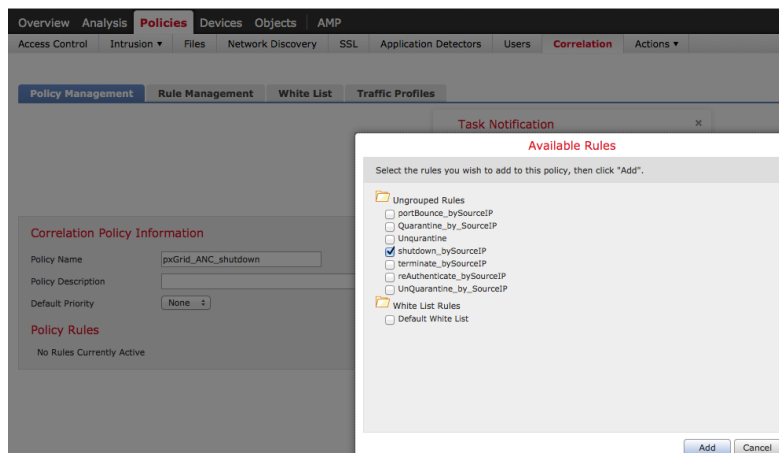 Overview Analysis Policies Devices Objects AMP
Access Control Intrusion ▼ Files Network Discovery SSL Application Detectors Users Correlation Actions ▼
Policy Management Rule Management White List Traffic Profiles
Task Notification ×
Available Rules
Select the rules you wish to add to this policy, then click "Add".
Ungrouped Rules
portBounce_bySourceIP
Quarantine_by_SourceIP
Unqurantine
shutdown_bySourceIP
terminate_bySourceIP
reAuthenticate_bySourceIP
UnQuarantine_by_SourceIP
White List Rules
Default White List
Correlation Policy Information
Policy Name pxGrid_ANC_shutdown
Policy Description
Default Priority None
Policy Rules
No Rules Currently Active
Add Cancel